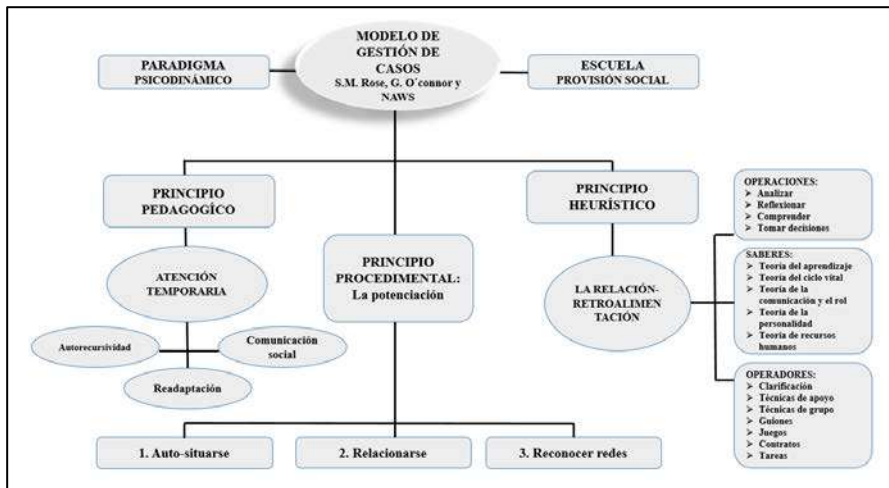 MODELO DE
GESTIÓN DE
CASOS
S.M. Rose, G. O´connor y
NAWS
PARADIGMA
PSICODINÁMICO
ESCUELA
PROVISIÓN SOCIAL
PRINCIPIO
PEDAGOGÍCO
ATENCIÓN
TEMPORARIA
Autorecursividad
Comunicación
social
Readaptación
PRINCIPIO
PROCEDIMENTAL:
La potenciación
1. Auto-situarse
2. Relacionarse
3. Reconocer redes
PRINCIPIO
HEURÍSTICO
LA RELACIÓN-
RETROALIMEN
TACIÓN
OPERACIONES:
➤ Analizar
➤ Reflexionar
➤ Comprender
➤ Tomar decisiones
SABERES:
➤ Teoría del aprendizaje
➤ Teoría del ciclo vital
➤ Teoría de la
comunicación y el rol
➤ Teoría de la
personalidad
➤ Teoría de recursos
humanos
OPERADORES:
➤ Clarificación
➤ Técnicas de apoyo
➤ Técnicas de grupo
➤ Guiones
➤ Juegos
➤ Contratos
➤ Tareas